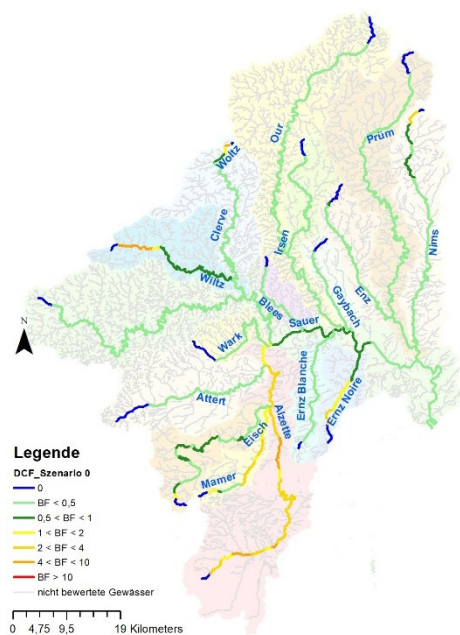 Our
Prüm
Woltz
Clerve
Irsen
Nims
Wiltz
Enz
Gaybach
Blees
Sauer
N
Wark
Ernz Blanche
Ernz Noire
Attert
Alzette
Eisch
Mamer
Legende
DCF_Szenario 0
0
BF < 0,5
0,5 < BF < 1
1 < BF < 2
2 < BF < 4
4 < BF < 10
BF > 10
nicht bewertete Gewässer
0 4,75 9,5 19 Kilometers